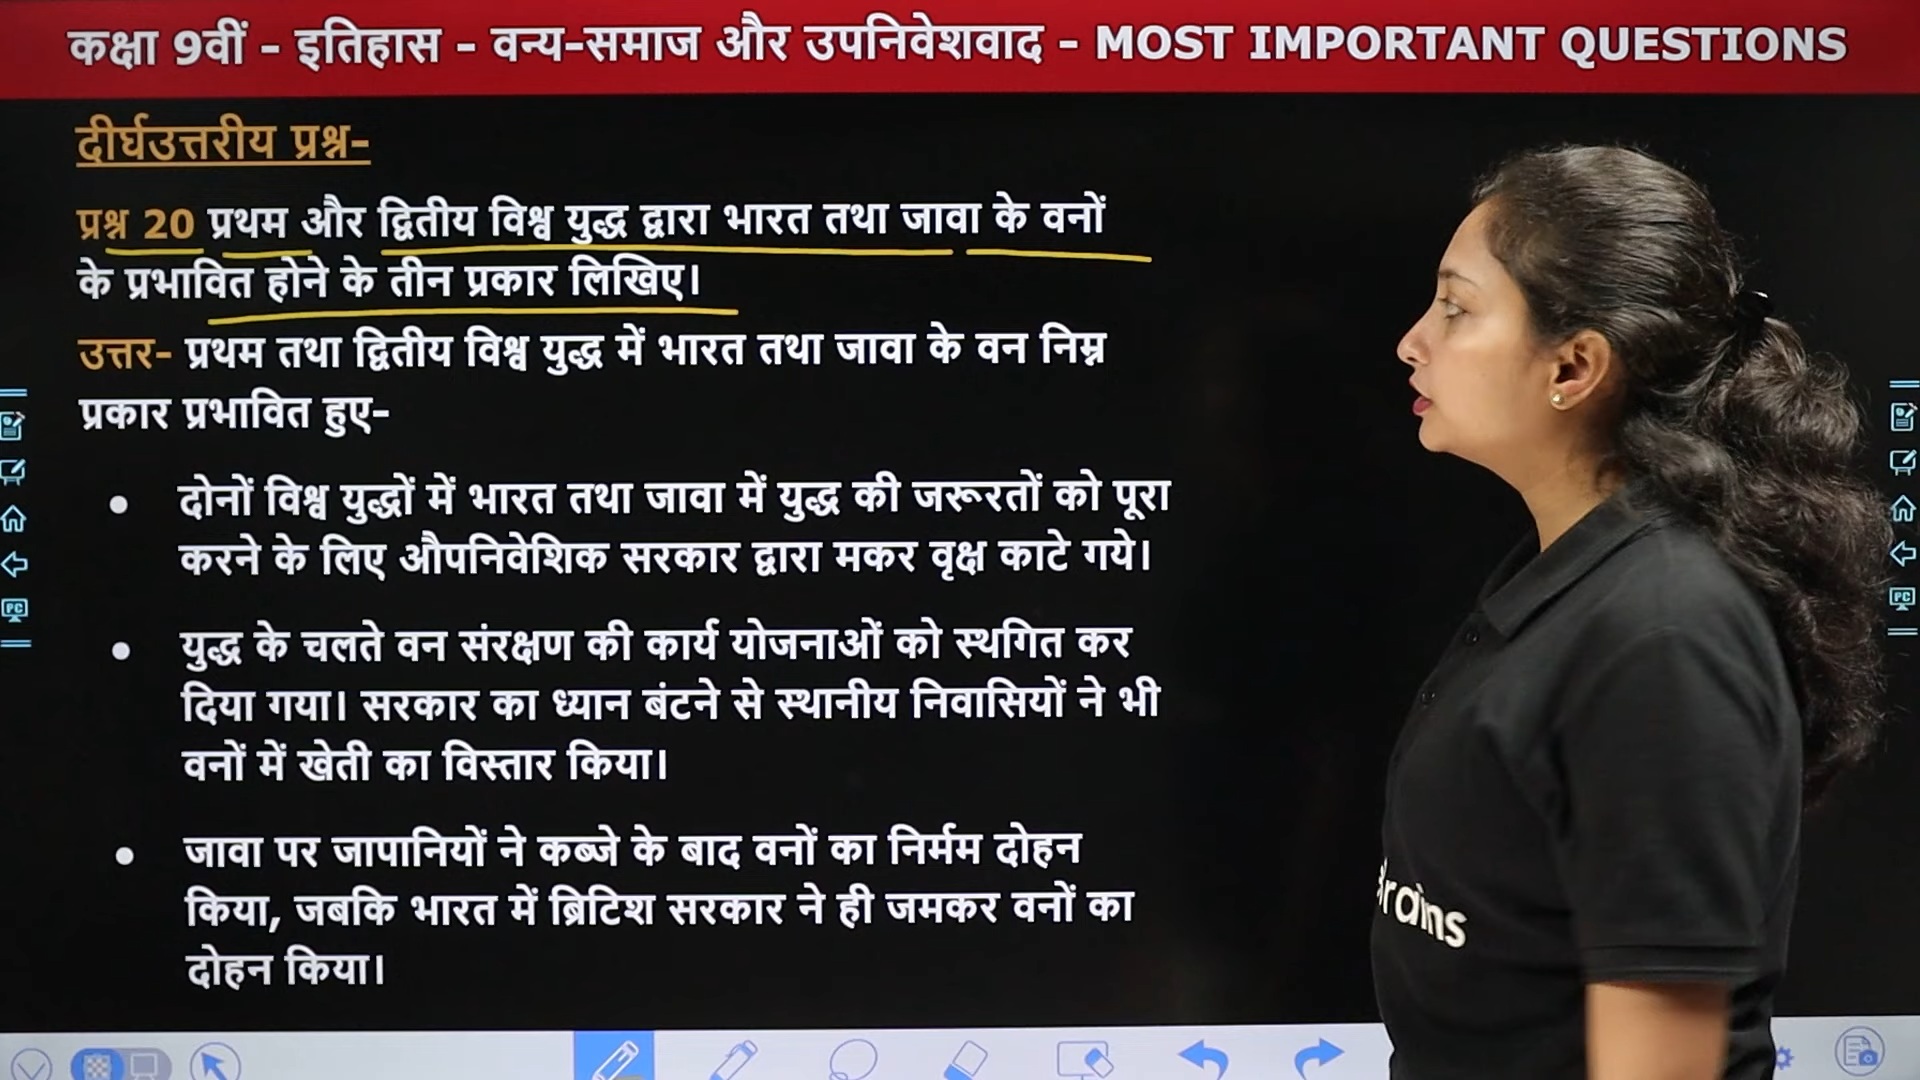 कक्षा 9वीं - इतिहास - वन्य-समाज और उपनिवेशवाद - MOST IMPORTANT QUESTIONS
दीर्घउत्तरीय प्रश्न-
प्रश्न 20 प्रथम और द्वितीय विश्व युद्ध द्वारा भारत तथा जावा के वनों
के प्रभावित होने के तीन प्रकार लिखिए।
उत्तर- प्रथम तथा द्वितीय विश्व युद्ध में भारत तथा जावा के वन निम्न
प्रकार प्रभावित हुए-
• दोनों विश्व युद्धों में भारत तथा जावा में युद्ध की जरूरतों को पूरा
करने के लिए औपनिवेशिक सरकार द्वारा मकर वृक्ष काटे गये।
• युद्ध के चलते वन संरक्षण की कार्य योजनाओं को स्थगित कर
दिया गया। सरकार का ध्यान बंटने से स्थानीय निवासियों ने भी
वनों में खेती का विस्तार किया।
• जावा पर जापानियों ने कब्जे के बाद वनों का निर्मम दोहन
किया, जबकि भारत में ब्रिटिश सरकार ने ही जमकर वनों का
दोहन किया।
PC
PC
Brains